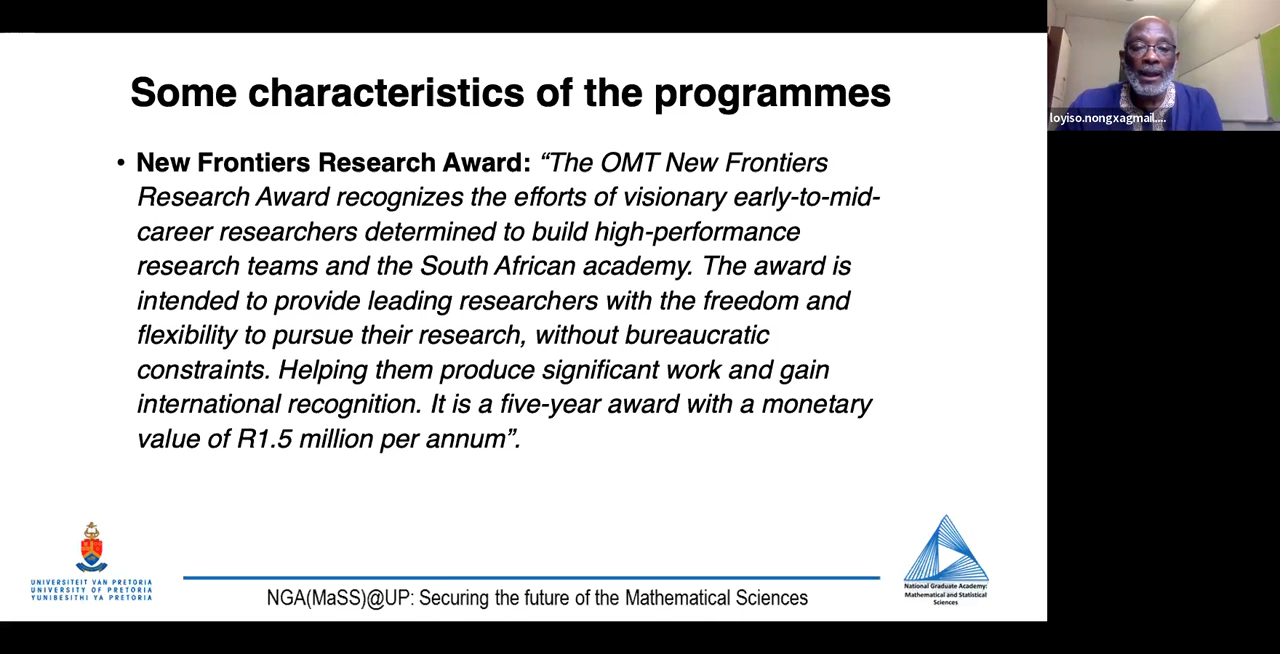 Some characteristics of the programmes
• New Frontiers Research Award: “The OMT New Frontiers
Research Award recognizes the efforts of visionary early-to-mid-
career researchers determined to build high-performance
research teams and the South African academy. The award is
intended to provide leading researchers with the freedom and
flexibility to pursue their research, without bureaucratic
constraints. Helping them produce significant work and gain
international recognition. It is a five-year award with a monetary
value of R1.5 million per annum”.
loyiso.nongxagmail....
UNIVERSITEIT VAN PRETORIA
UNIVERSITY OF PRETORIA
YUNIBESITHI YA PRETORIA
NGA(MaSS)@UP: Securing the future of the Mathematical Sciences
National Graduate Academy:
Mathematical and Statistical
Sciences